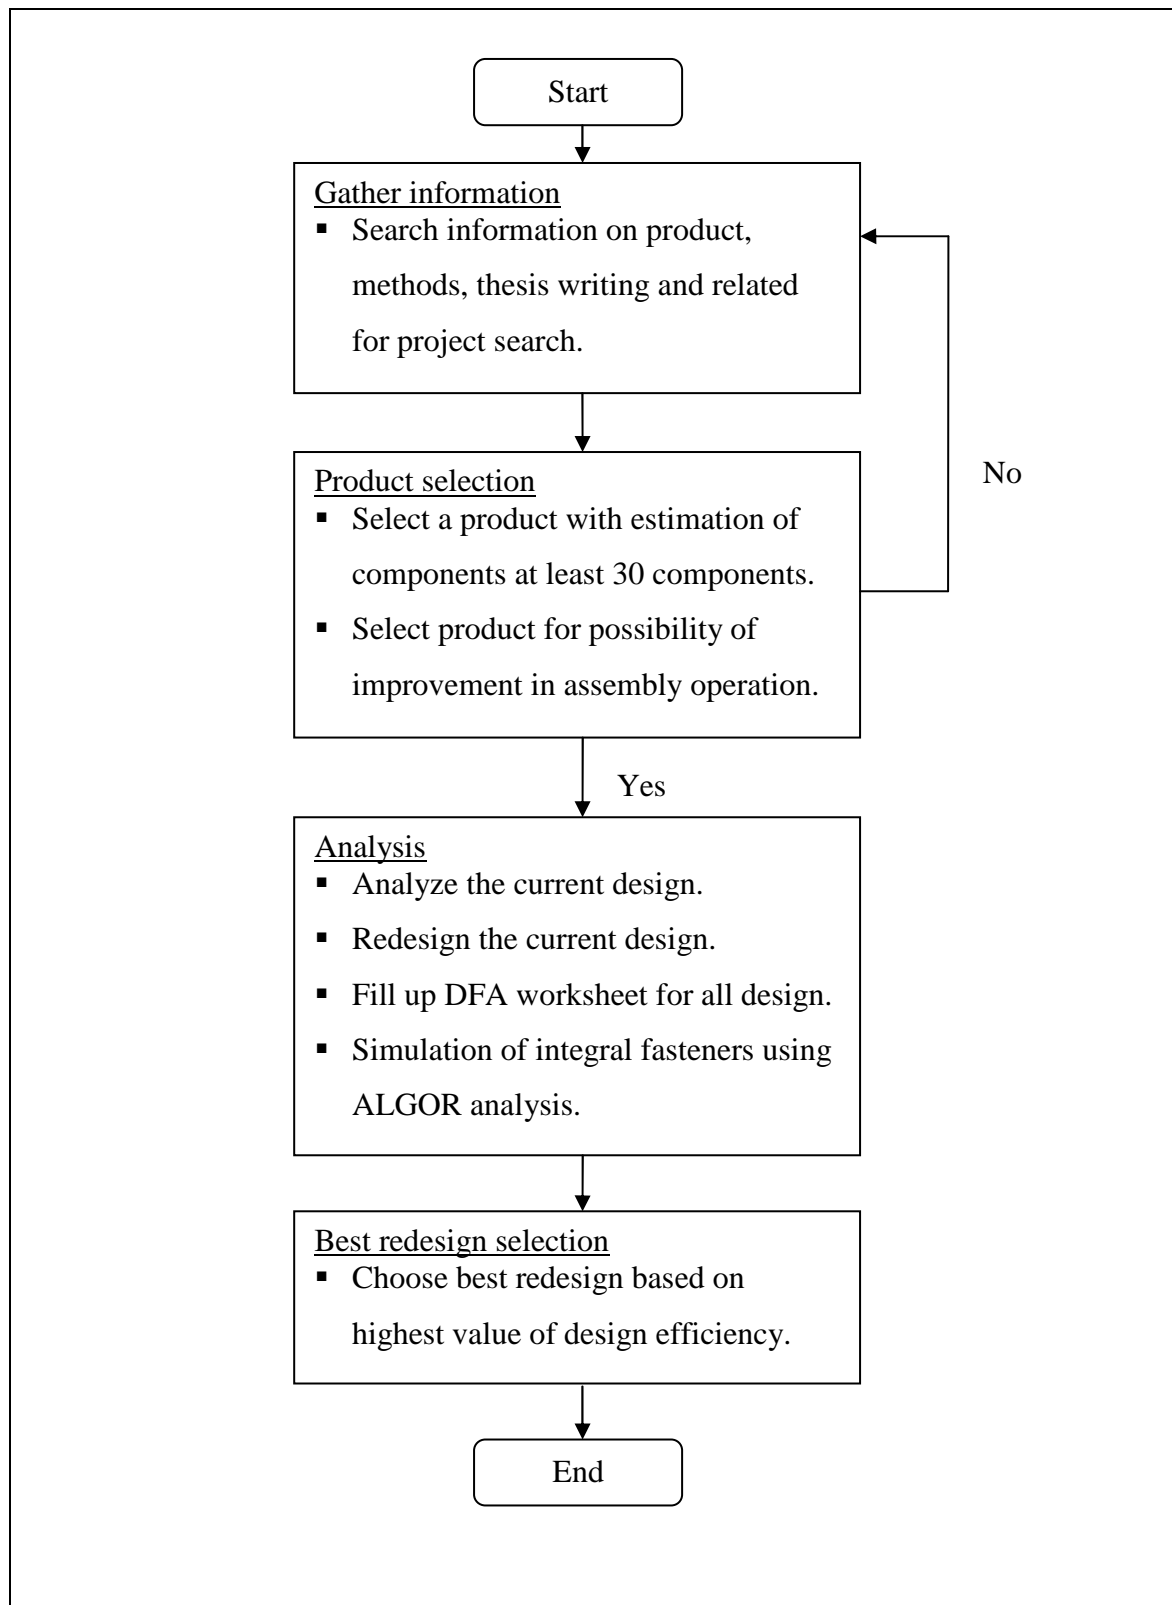 Start
Gather information
▪ Search information on product,
methods, thesis writing and related
for project search.
No
Product selection
▪ Select a product with estimation of
components at least 30 components.
▪ Select product for possibility of
improvement in assembly operation.
Yes
Analysis
▪ Analyze the current design.
▪ Redesign the current design.
▪ Fill up DFA worksheet for all design.
▪ Simulation of integral fasteners using
ALGOR analysis.
Best redesign selection
▪ Choose best redesign based on
highest value of design efficiency.
End